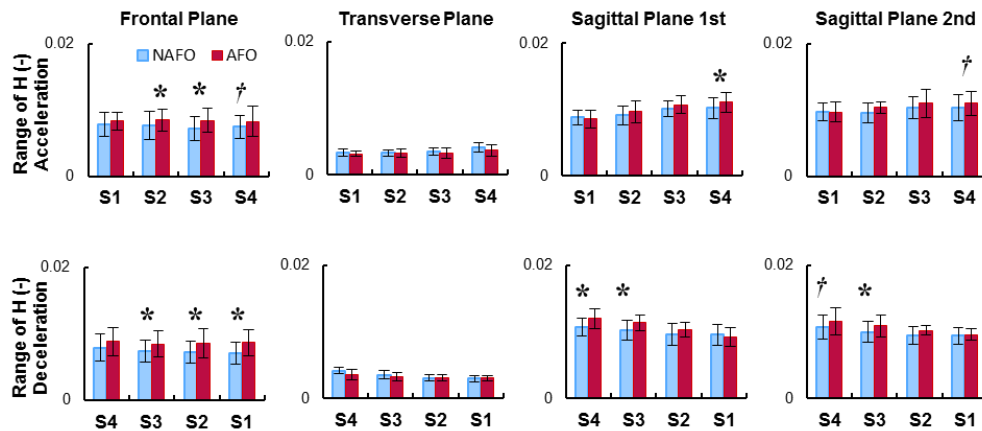 Frontal Plane
Transverse Plane
Sagittal Plane 1st
Sagittal Plane 2nd
Range of H (-)
Acceleration
0.02
NAFO AFO
* * †
0
S1 S2 S3 S4
0.02
0
S1 S2 S3 S4
0.02
*
0
S1 S2 S3 S4
0.02
†
0
S1 S2 S3 S4
Range of H (-)
Deceleration
0.02
* * *
0
S4 S3 S2 S1
0.02
0
S4 S3 S2 S1
0.02
* *
0
S4 S3 S2 S1
0.02
† *
0
S4 S3 S2 S1